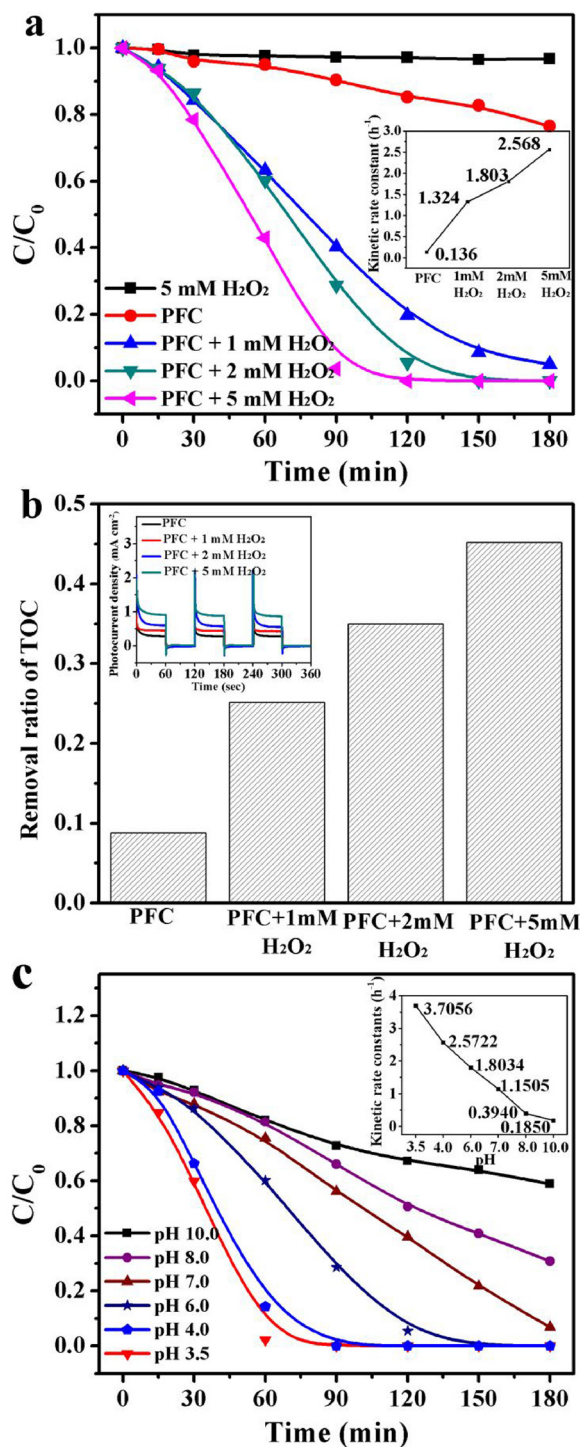 a
1.0
0.8
0.6
0.4
0.2
0.0
C/C₀
5 mM H₂O₂
PFC
PFC + 1 mM H₂O₂
PFC + 2 mM H₂O₂
PFC + 5 mM H₂O₂
Kinetic rate constant (h⁻¹)
3.0
2.5
2.0
1.5
1.0
0.5
0.0
2.568
1.803
1.324
0.136
PFC 1mM 2mM 5mM
H₂O₂ H₂O₂ H₂O₂
0 30 60 90 120 150 180
Time (min)
b
0.5
0.4
0.3
0.2
0.1
0.0
Removal ratio of TOC
Photocurrent density (mA cm⁻²)
3
2
1
0
PFC
PFC + 1 mM H₂O₂
PFC + 2 mM H₂O₂
PFC + 5 mM H₂O₂
0 60 120 180 240 300 360
Time (sec)
PFC PFC+1mM PFC+2mM PFC+5mM
H₂O₂ H₂O₂ H₂O₂
c
1.2
1.0
0.8
0.6
0.4
0.2
0.0
C/C₀
pH 10.0
pH 8.0
pH 7.0
pH 6.0
pH 4.0
pH 3.5
Kinetic rate constants (h⁻¹)
4
3
2
1
0
3.7056
2.5722
1.8034
1.1505
0.3940
0.1850
3.5 4.0 6.0 7.0 8.0 10.0
pH
0 30 60 90 120 150 180
Time (min)